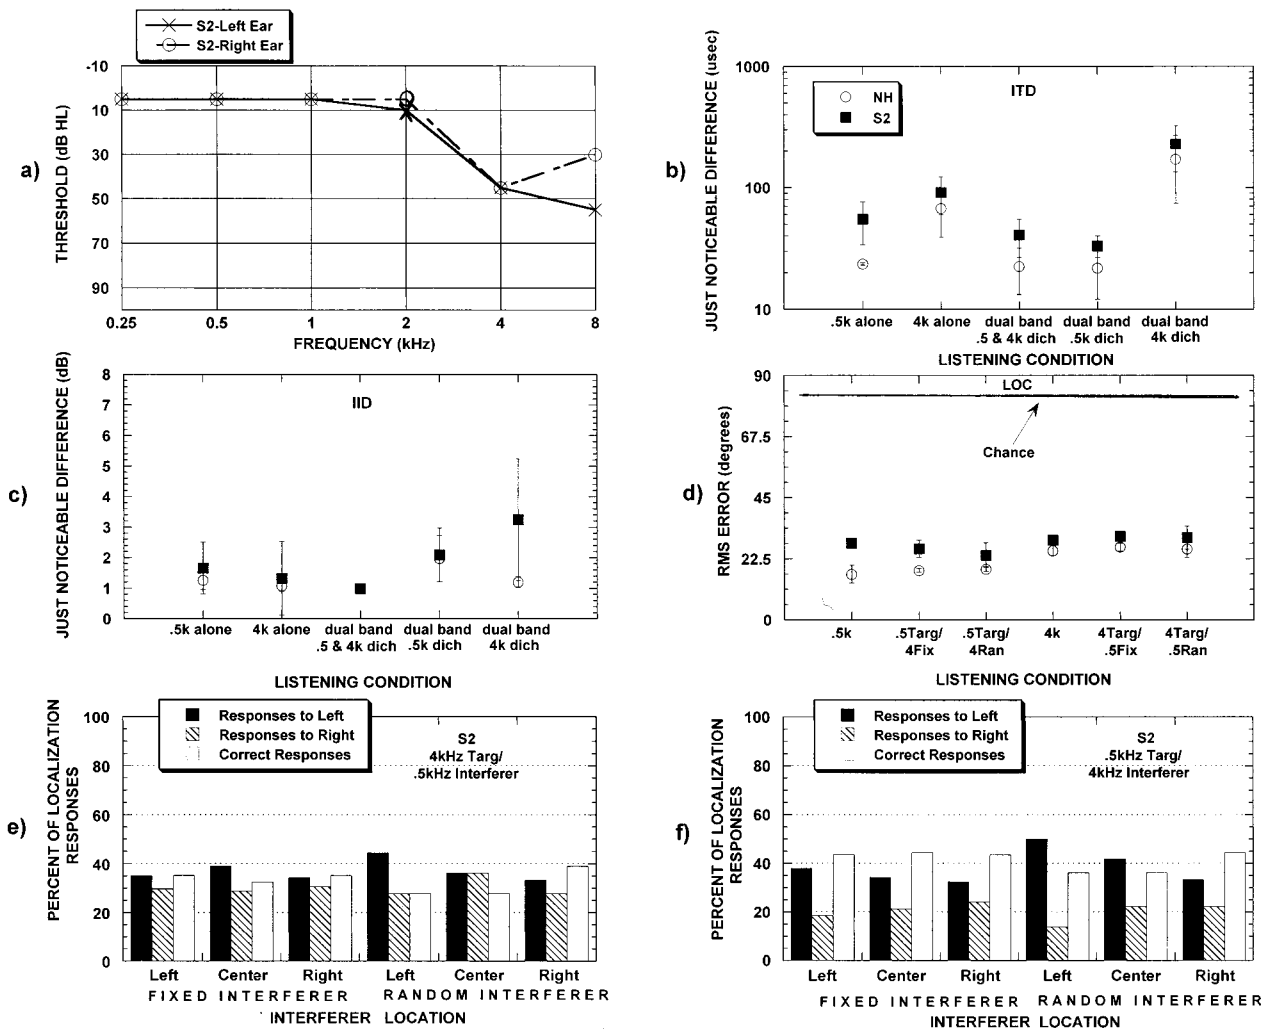 S2-Left Ear
S2-Right Ear
a)
THRESHOLD (dB HL)
-10
10
30
50
70
90
0.25 0.5 1 2 4 8
FREQUENCY (kHz)
b)
JUST NOTICEABLE DIFFERENCE (usec)
1000
100
10
NH
S2
ITD
.5k alone 4k alone dual band dual band dual band
.5 & 4k dich .5k dich 4k dich
LISTENING CONDITION
c)
JUST NOTICEABLE DIFFERENCE (dB)
8
7
6
5
4
3
2
1
0
IID
.5k alone 4k alone dual band dual band dual band
.5 & 4k dich .5k dich 4k dich
LISTENING CONDITION
d)
RMS ERROR (degrees)
90
67.5
45
22.5
0
LOC
Chance
.5k .5Targ/ .5Targ/ 4k 4Targ/ 4Targ/
4Fix 4Ran .5Fix .5Ran
LISTENING CONDITION
e)
PERCENT OF LOCALIZATION
RESPONSES
100
80
60
40
20
0
Responses to Left
Responses to Right
Correct Responses
S2
4kHz Targ/
.5kHz Interferer
Left Center Right Left Center Right
FIXED INTERFERER RANDOM INTERFERER
INTERFERER LOCATION
f)
PERCENT OF LOCALIZATION
RESPONSES
100
80
60
40
20
0
Responses to Left
Responses to Right
Correct Responses
S2
.5kHz Targ/
4kHz Interferer
Left Center Right Left Center Right
FIXED INTERFERER RANDOM INTERFERER
INTERFERER LOCATION